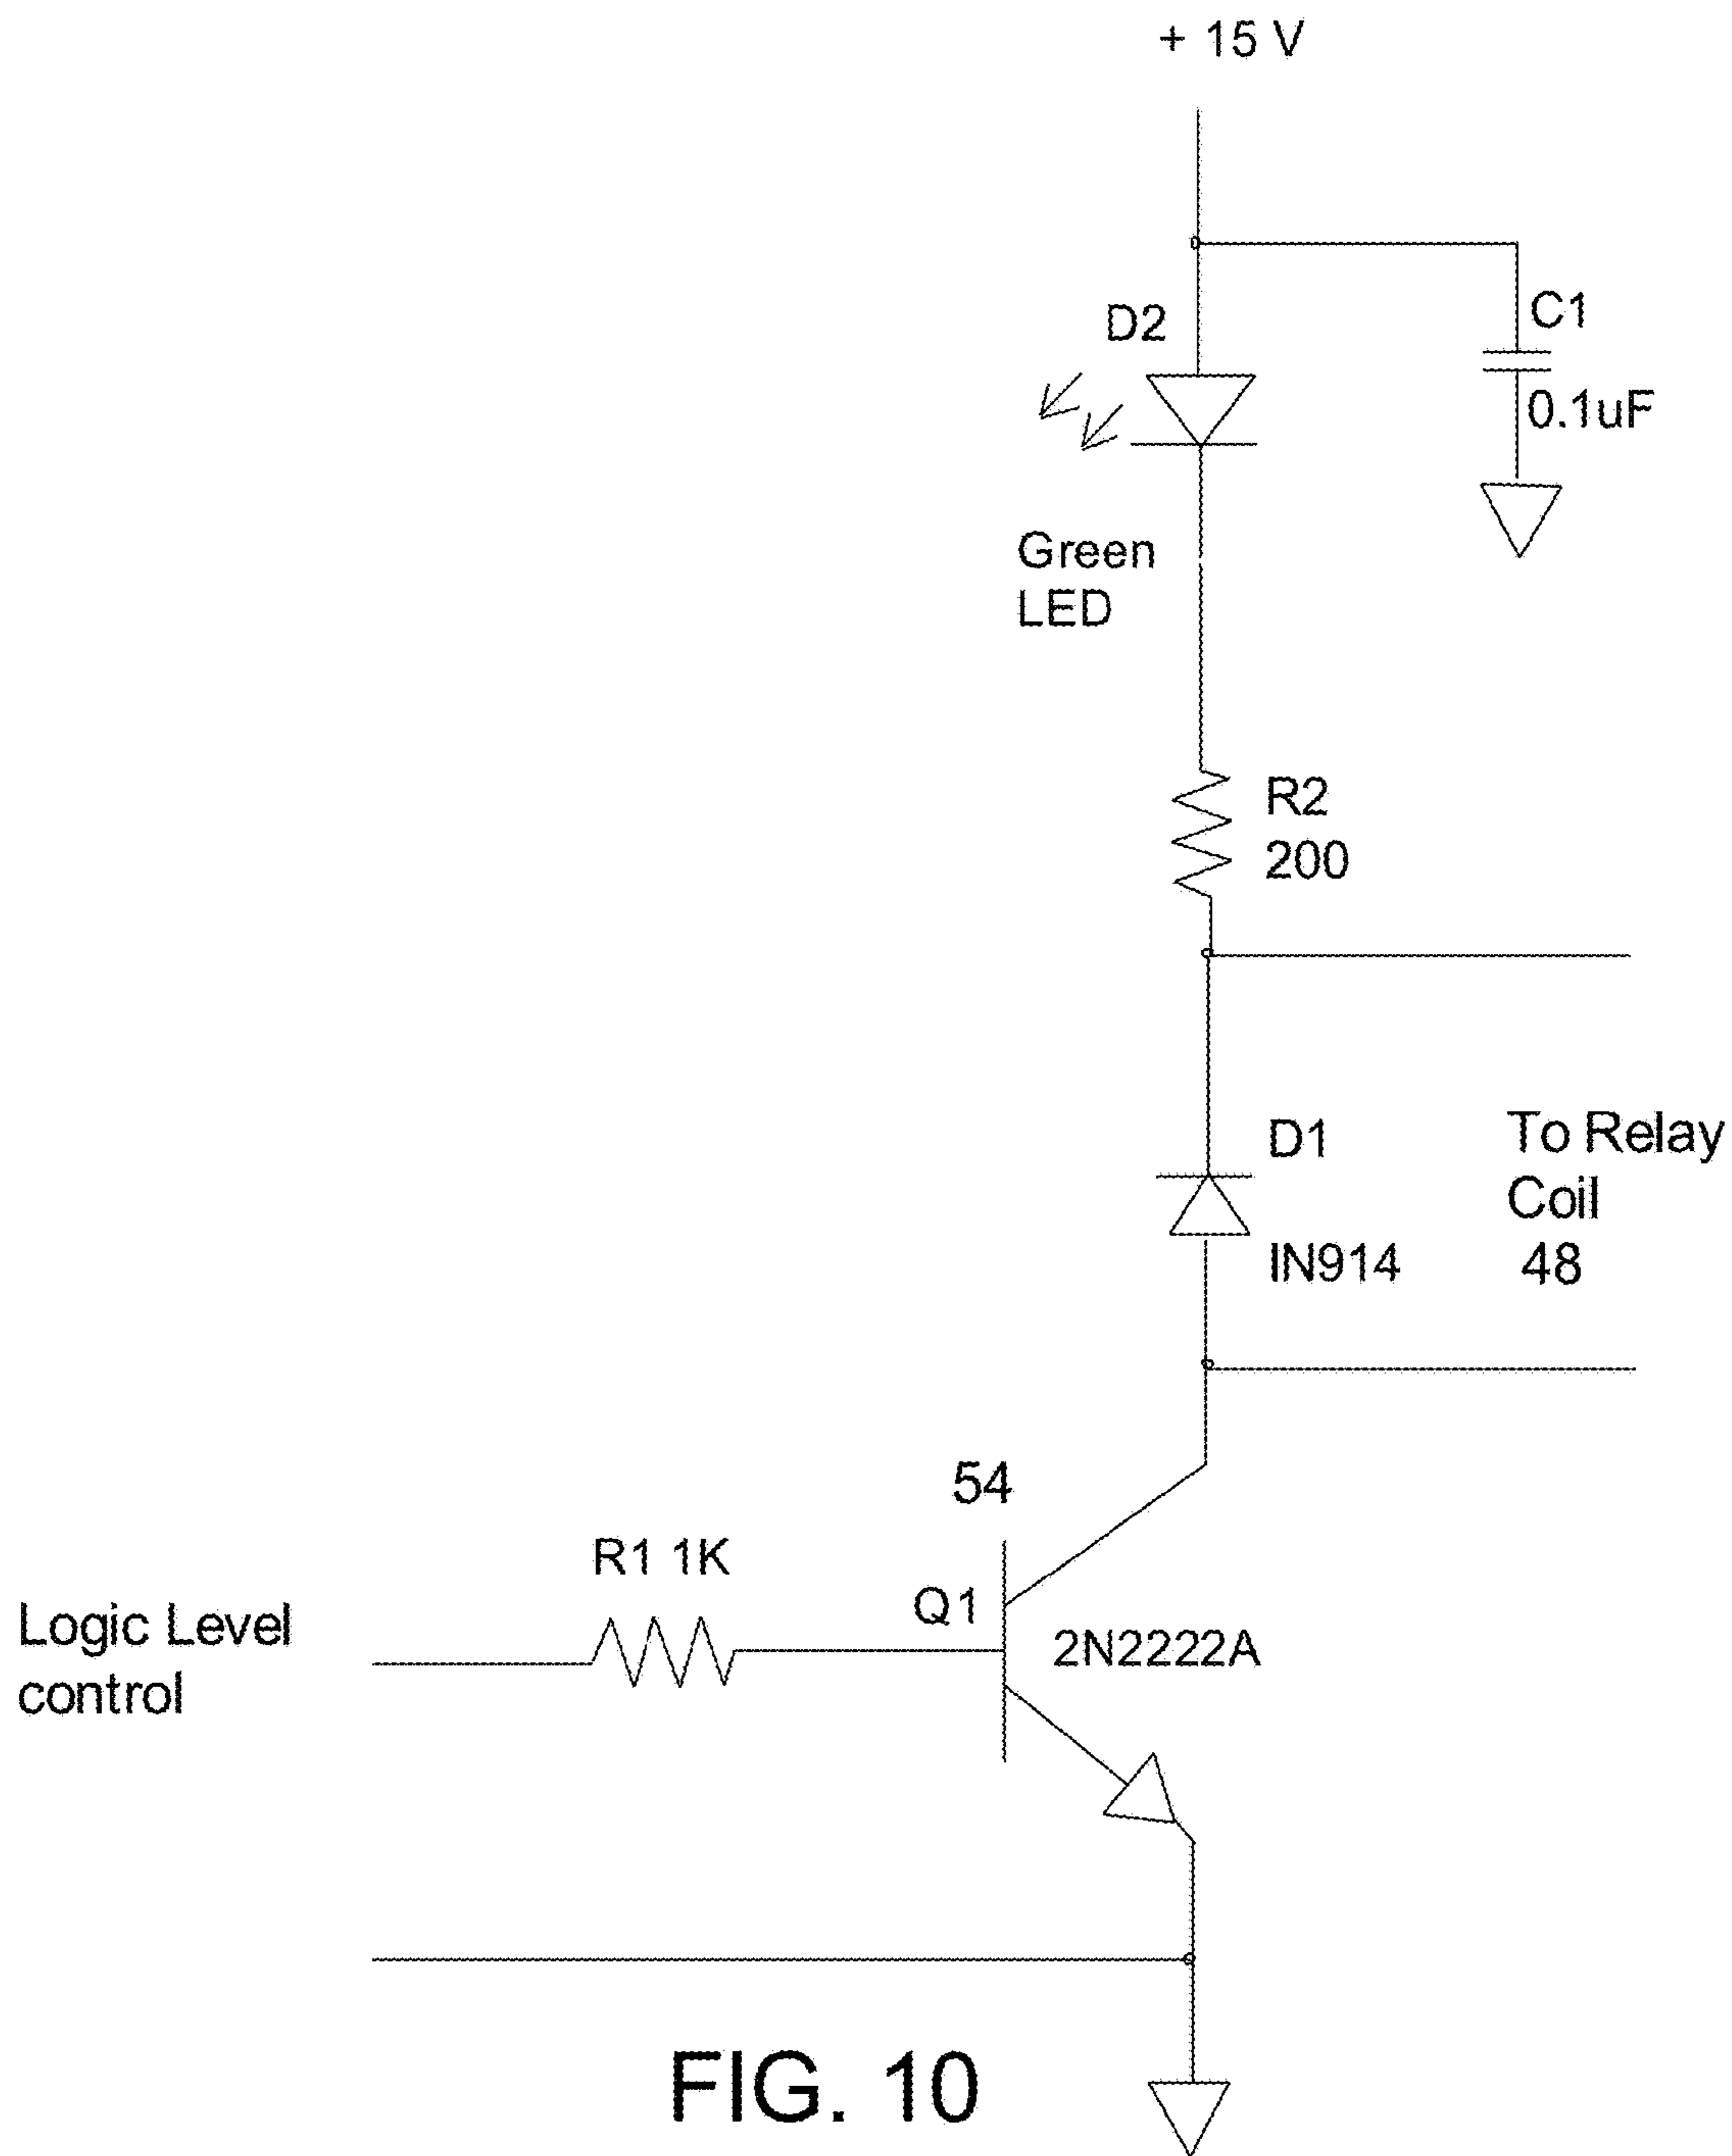 + 15 V
D2
C1
0.1uF
Green
LED
R2
200
D1
To Relay
Coil
IN914
48
54
R1 1K
Q1
2N2222A
Logic Level
control
FIG. 10